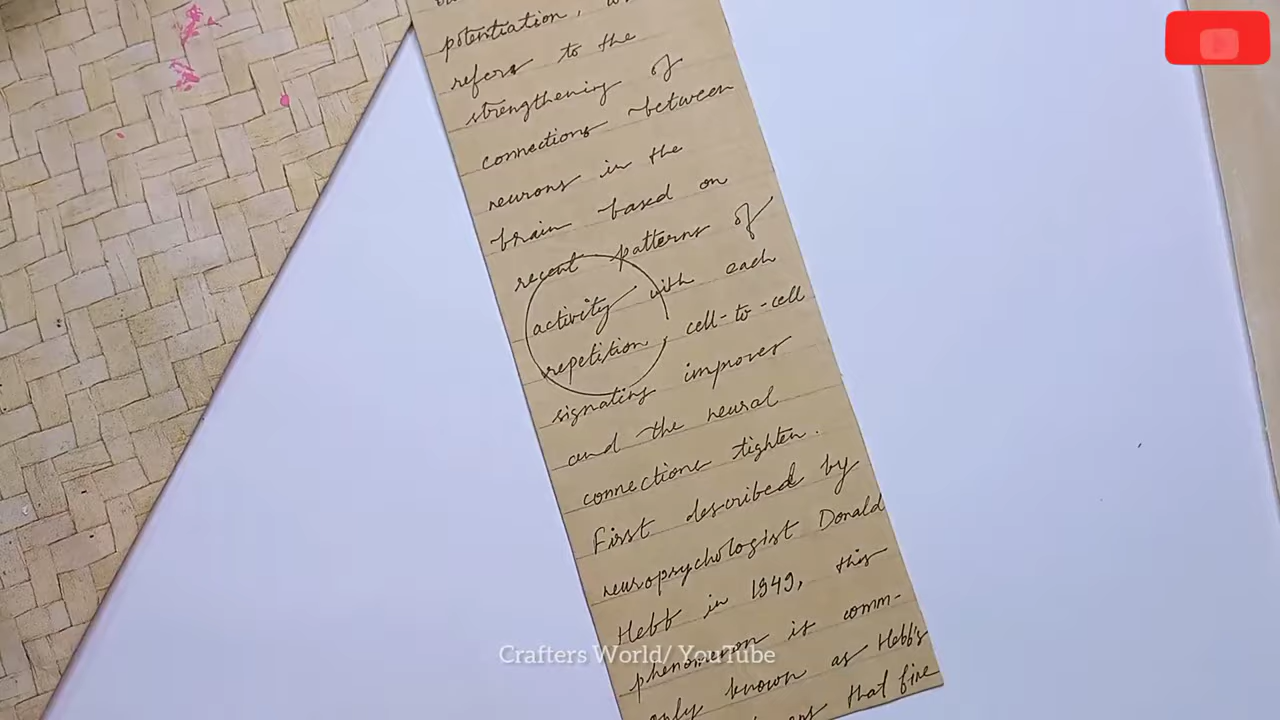 potentiation,
refers to the
strengthening of
connections between
neurons in the
brain based on
recent patterns of
activity with each
repetition, cell-to-cell
signating improves
and the neural
connections tighten.
First described by
neuropsychologist Donald
Hebb in 1949, this
phenomenon is comm-
only known as Hebb's
that fire
Crafters World/ YouTube